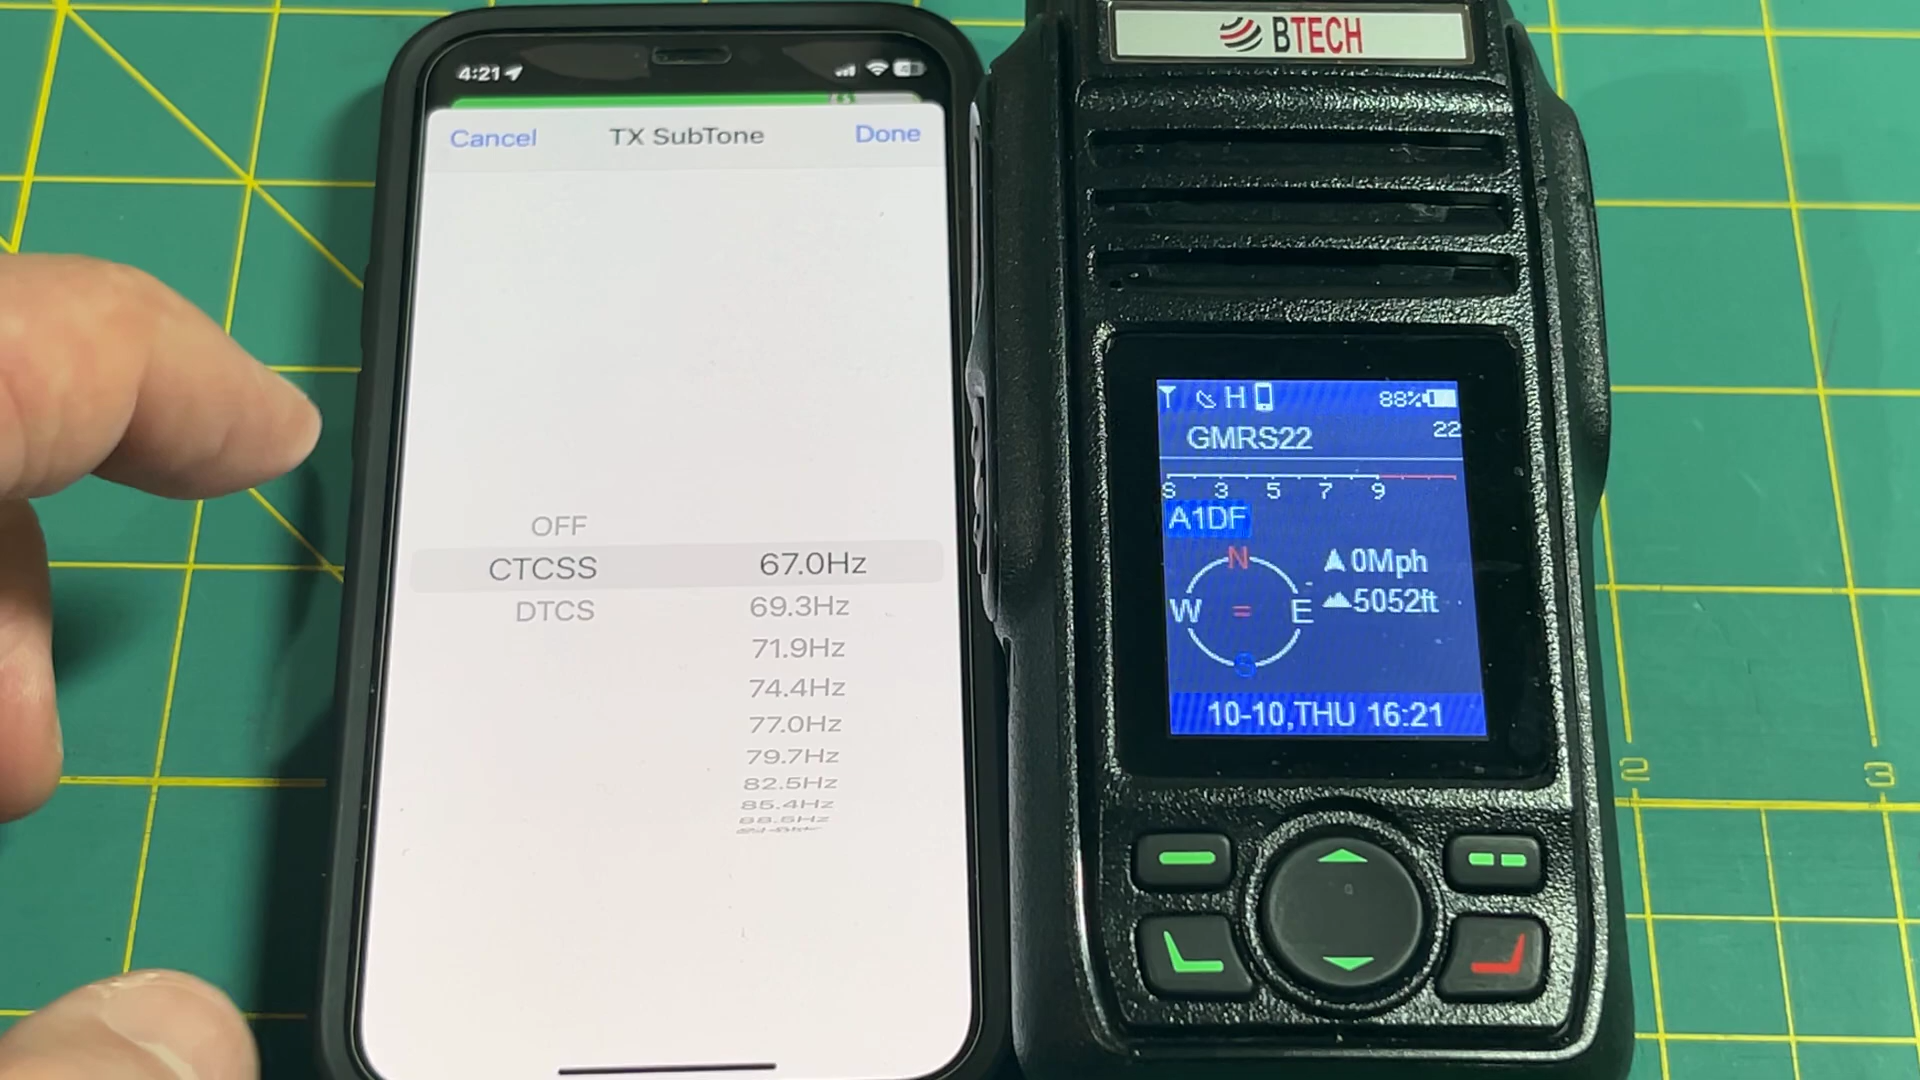 4:21
Cancel TX SubTone Done
OFF
CTCSS 67.0Hz
DTCS 69.3Hz
71.9Hz
74.4Hz
77.0Hz
79.7Hz
82.5Hz
85.4Hz
88.5Hz
BTECH
H 88%
GMRS22 22
S 3 5 7 9
A1DF
N
W E
S
0Mph
5052ft
10-10,THU 16:21
2 3